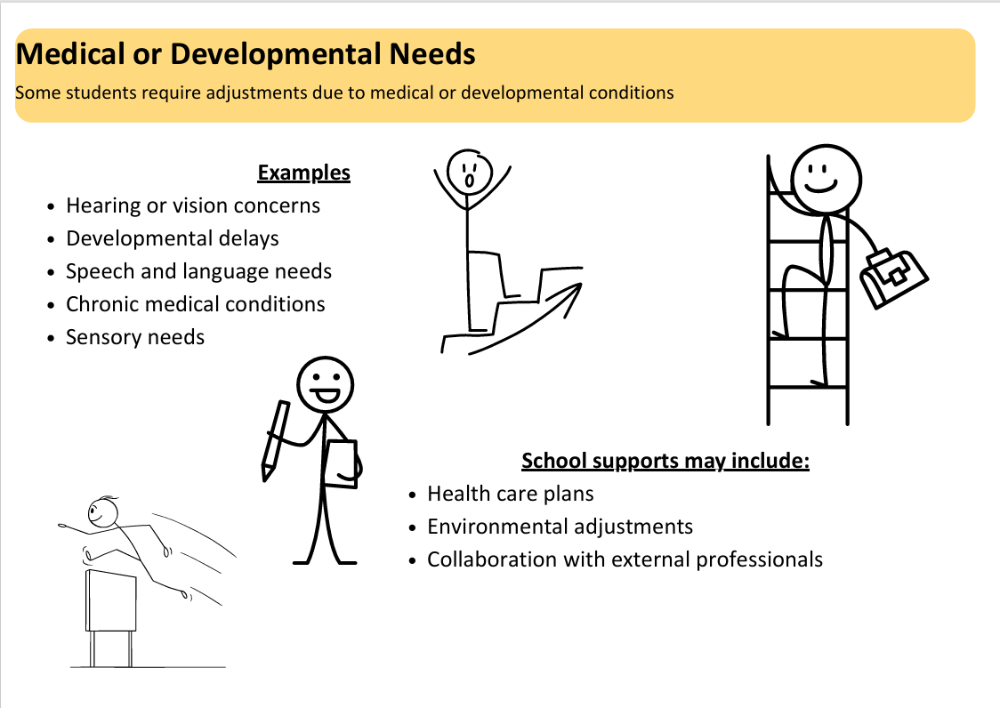 Medical or Developmental Needs
Some students require adjustments due to medical or developmental conditions
Examples
• Hearing or vision concerns
• Developmental delays
• Speech and language needs
• Chronic medical conditions
• Sensory needs
School supports may include:
• Health care plans
• Environmental adjustments
• Collaboration with external professionals